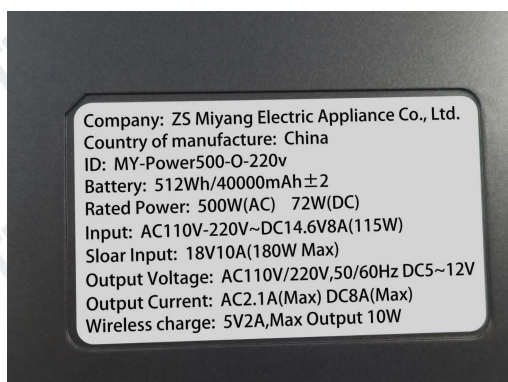 Company: ZS Miyang Electric Appliance Co., Ltd.
Country of manufacture: China
ID: MY-Power500-O-220v
Battery: 512Wh/40000mAh±2
Rated Power: 500W(AC) 72W(DC)
Input: AC110V-220V~DC14.6V8A(115W)
Sloar Input: 18V10A(180W Max)
Output Voltage: AC110V/220V,50/60Hz DC5~12V
Output Current: AC2.1A(Max) DC8A(Max)
Wireless charge: 5V2A,Max Output 10W